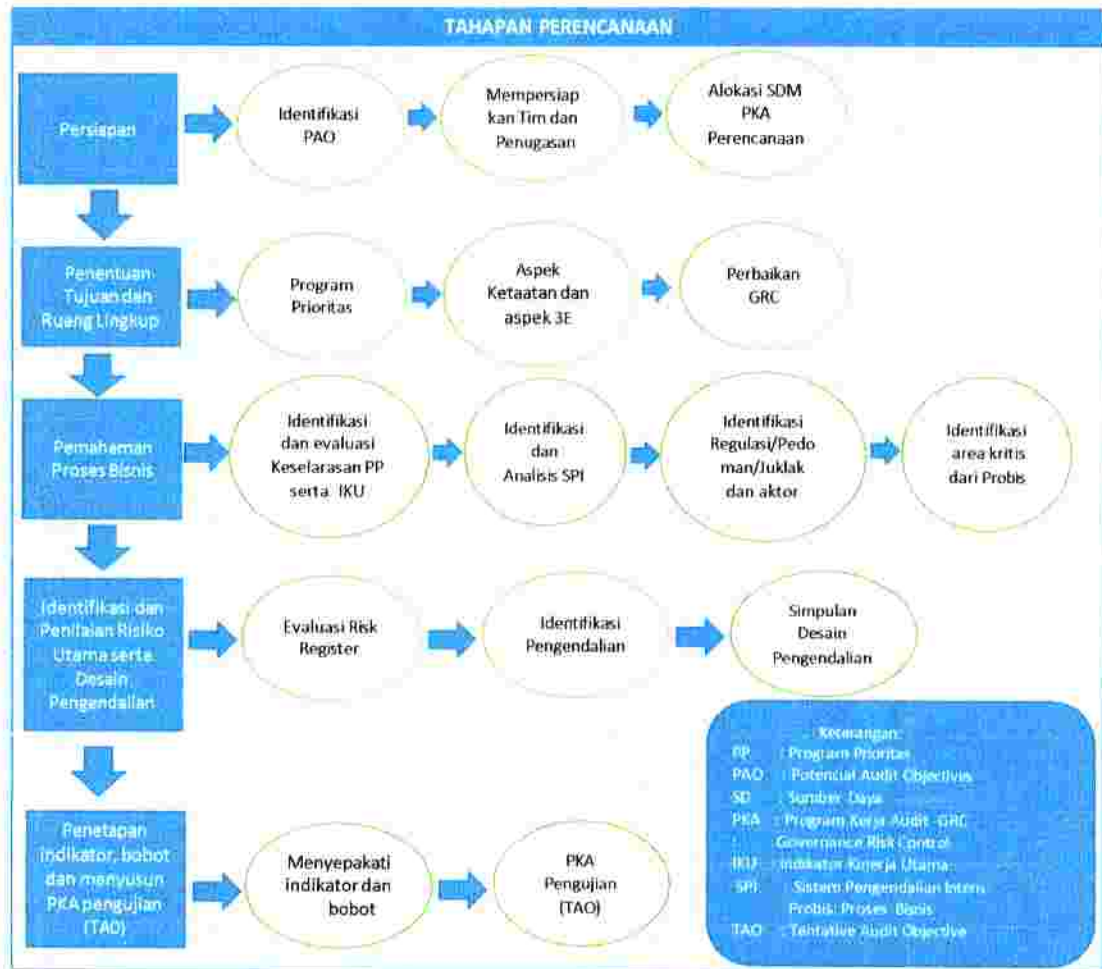 TAHAPAN PERENCANAAN
Persiapan
Identifikasi
PAO
Mempersiap
kan Tim dan
Penugasan
Alokasi SDM
PKA
Perencanaan
Penentuan
Tujuan dan
Ruang Lingkup
Program
Prioritas
Aspek
Ketaatan dan
aspek 3E
Perbaikan
GRC
Pemahaman
Proses Bisnis
Identifikasi
dan evaluasi
Keselarasan PP
serta IKU
Identifikasi
dan
Analisis SPI
Identifikasi
Regulasi/Pedo
man/Juklak
dan aktor
Identifikasi
area kritis
dari Probis
Identifikasi dan
Penilaian Risiko
Utama serta
Desain
Pengendalian
Evaluasi Risk
Register
Identifikasi
Pengendalian
Simpulan
Desain
Pengendalian
Penetapan
indikator, bobot
dan menyusun
PKA pengujian
(TAO)
Menyepakati
indikator dan
bobot
PKA
Pengujian
(TAO)
Keterangan:
PP : Program Prioritas
PAO : Potencial Audit Objectives
SD : Sumber Daya
PKA : Program Kerja Audit GRC
: Governance Risk Control
IKU : Indikator Kinerja Utama
SPI Sistem Pengendalian Intern
Probis: Proses Bisnis
TAO : Tentative Audit Objective